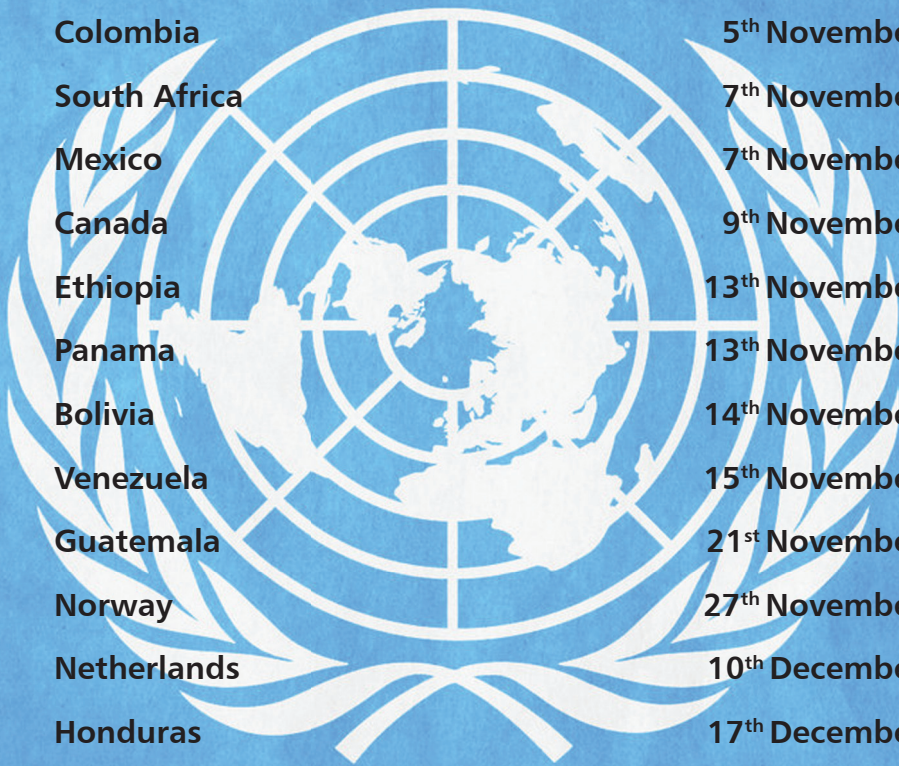 Colombia 5th Novembe
South Africa 7th Novembe
Mexico 7th Novembe
Canada 9th Novembe
Ethiopia 13th Novembe
Panama 13th Novembe
Bolivia 14th Novembe
Venezuela 15th Novembe
Guatemala 21st Novembe
Norway 27th Novembe
Netherlands 10th Decembe
Honduras 17th Decembe